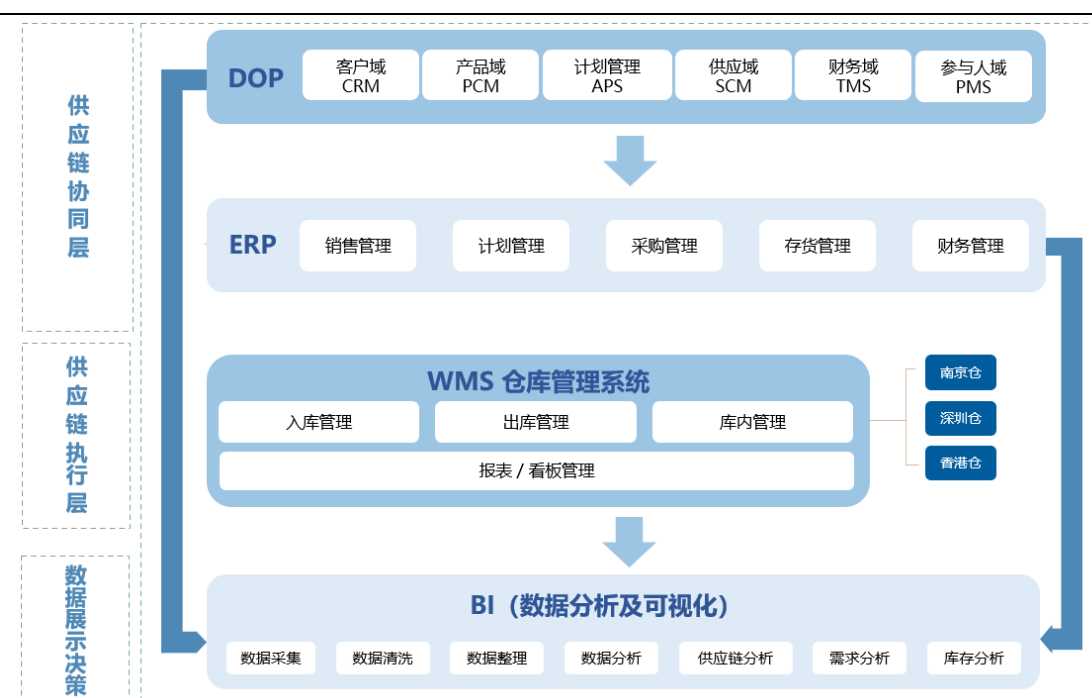 供应链协同层
DOP
客户域
CRM
产品域
PCM
计划管理
APS
供应域
SCM
财务域
TMS
参与人域
PMS
ERP
销售管理
计划管理
采购管理
存货管理
财务管理
供应链执行层
WMS 仓库管理系统
入库管理
出库管理
库内管理
报表 / 看板管理
南京仓
深圳仓
香港仓
数据展示决策
BI（数据分析及可视化）
数据采集
数据清洗
数据整理
数据分析
供应链分析
需求分析
库存分析